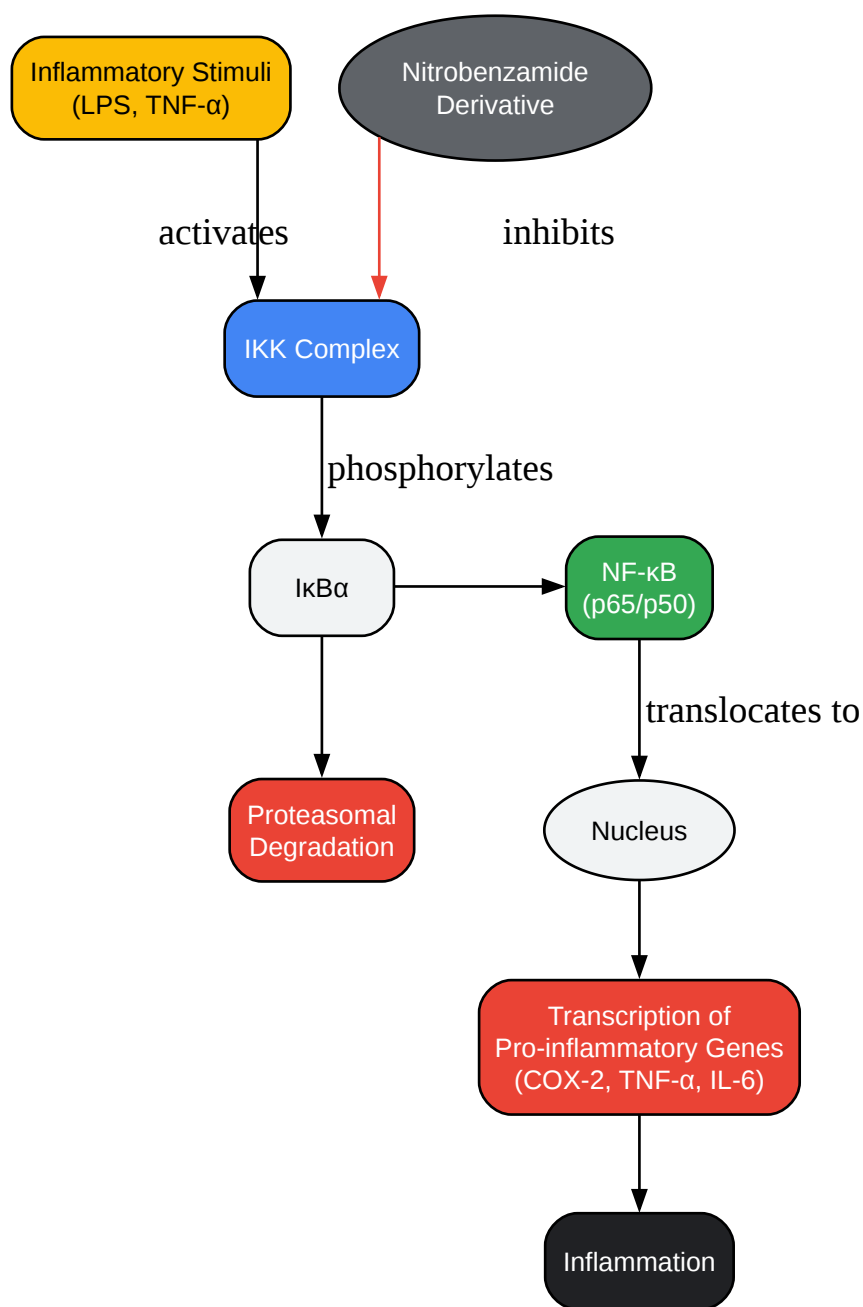 Inflammatory Stimuli
(LPS, TNF-α)
Nitrobenzamide
Derivative
activates
inhibits
IKK Complex
phosphorylates
IκBα
NF-κB
(p65/p50)
translocates to
Proteasomal
Degradation
Nucleus
Transcription of
Pro-inflammatory Genes
(COX-2, TNF-α, IL-6)
Inflammation